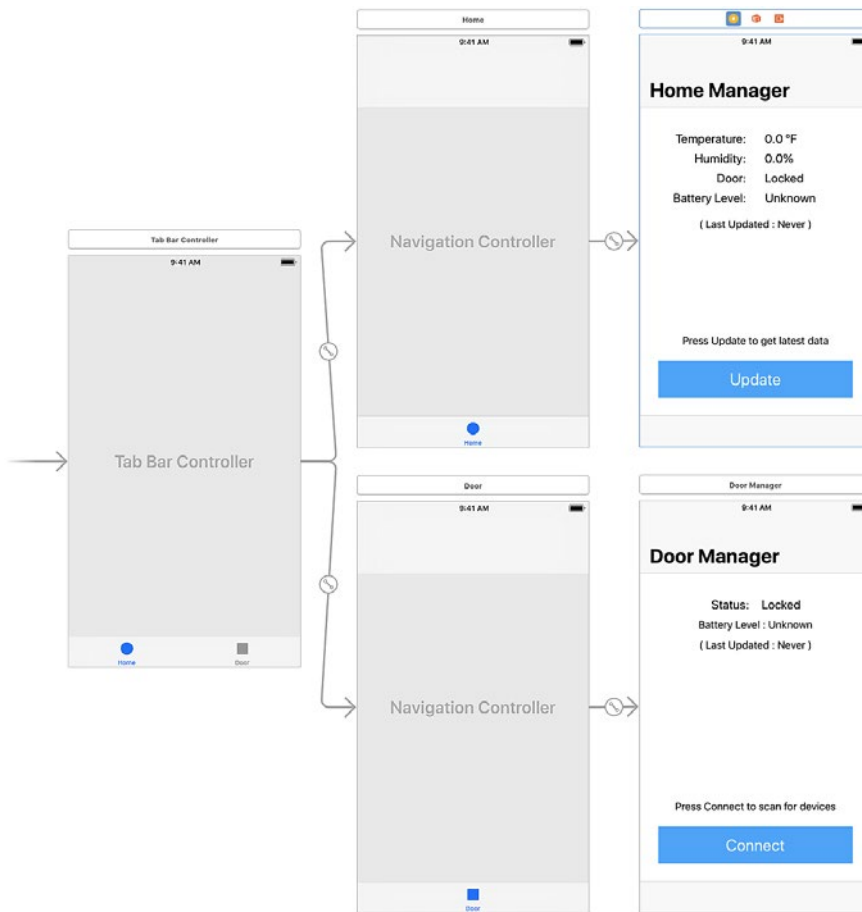 Home
9:41 AM
Navigation Controller
Home
9:41 AM
Home Manager
Temperature: 0.0 °F
Humidity: 0.0%
Door: Locked
Battery Level: Unknown
( Last Updated : Never )
Press Update to get latest data
Update
Tab Bar Controller
9:41 AM
Tab Bar Controller
Home Door
Door
9:41 AM
Navigation Controller
Door
Door Manager
9:41 AM
Door Manager
Status: Locked
Battery Level : Unknown
( Last Updated : Never )
Press Connect to scan for devices
Connect